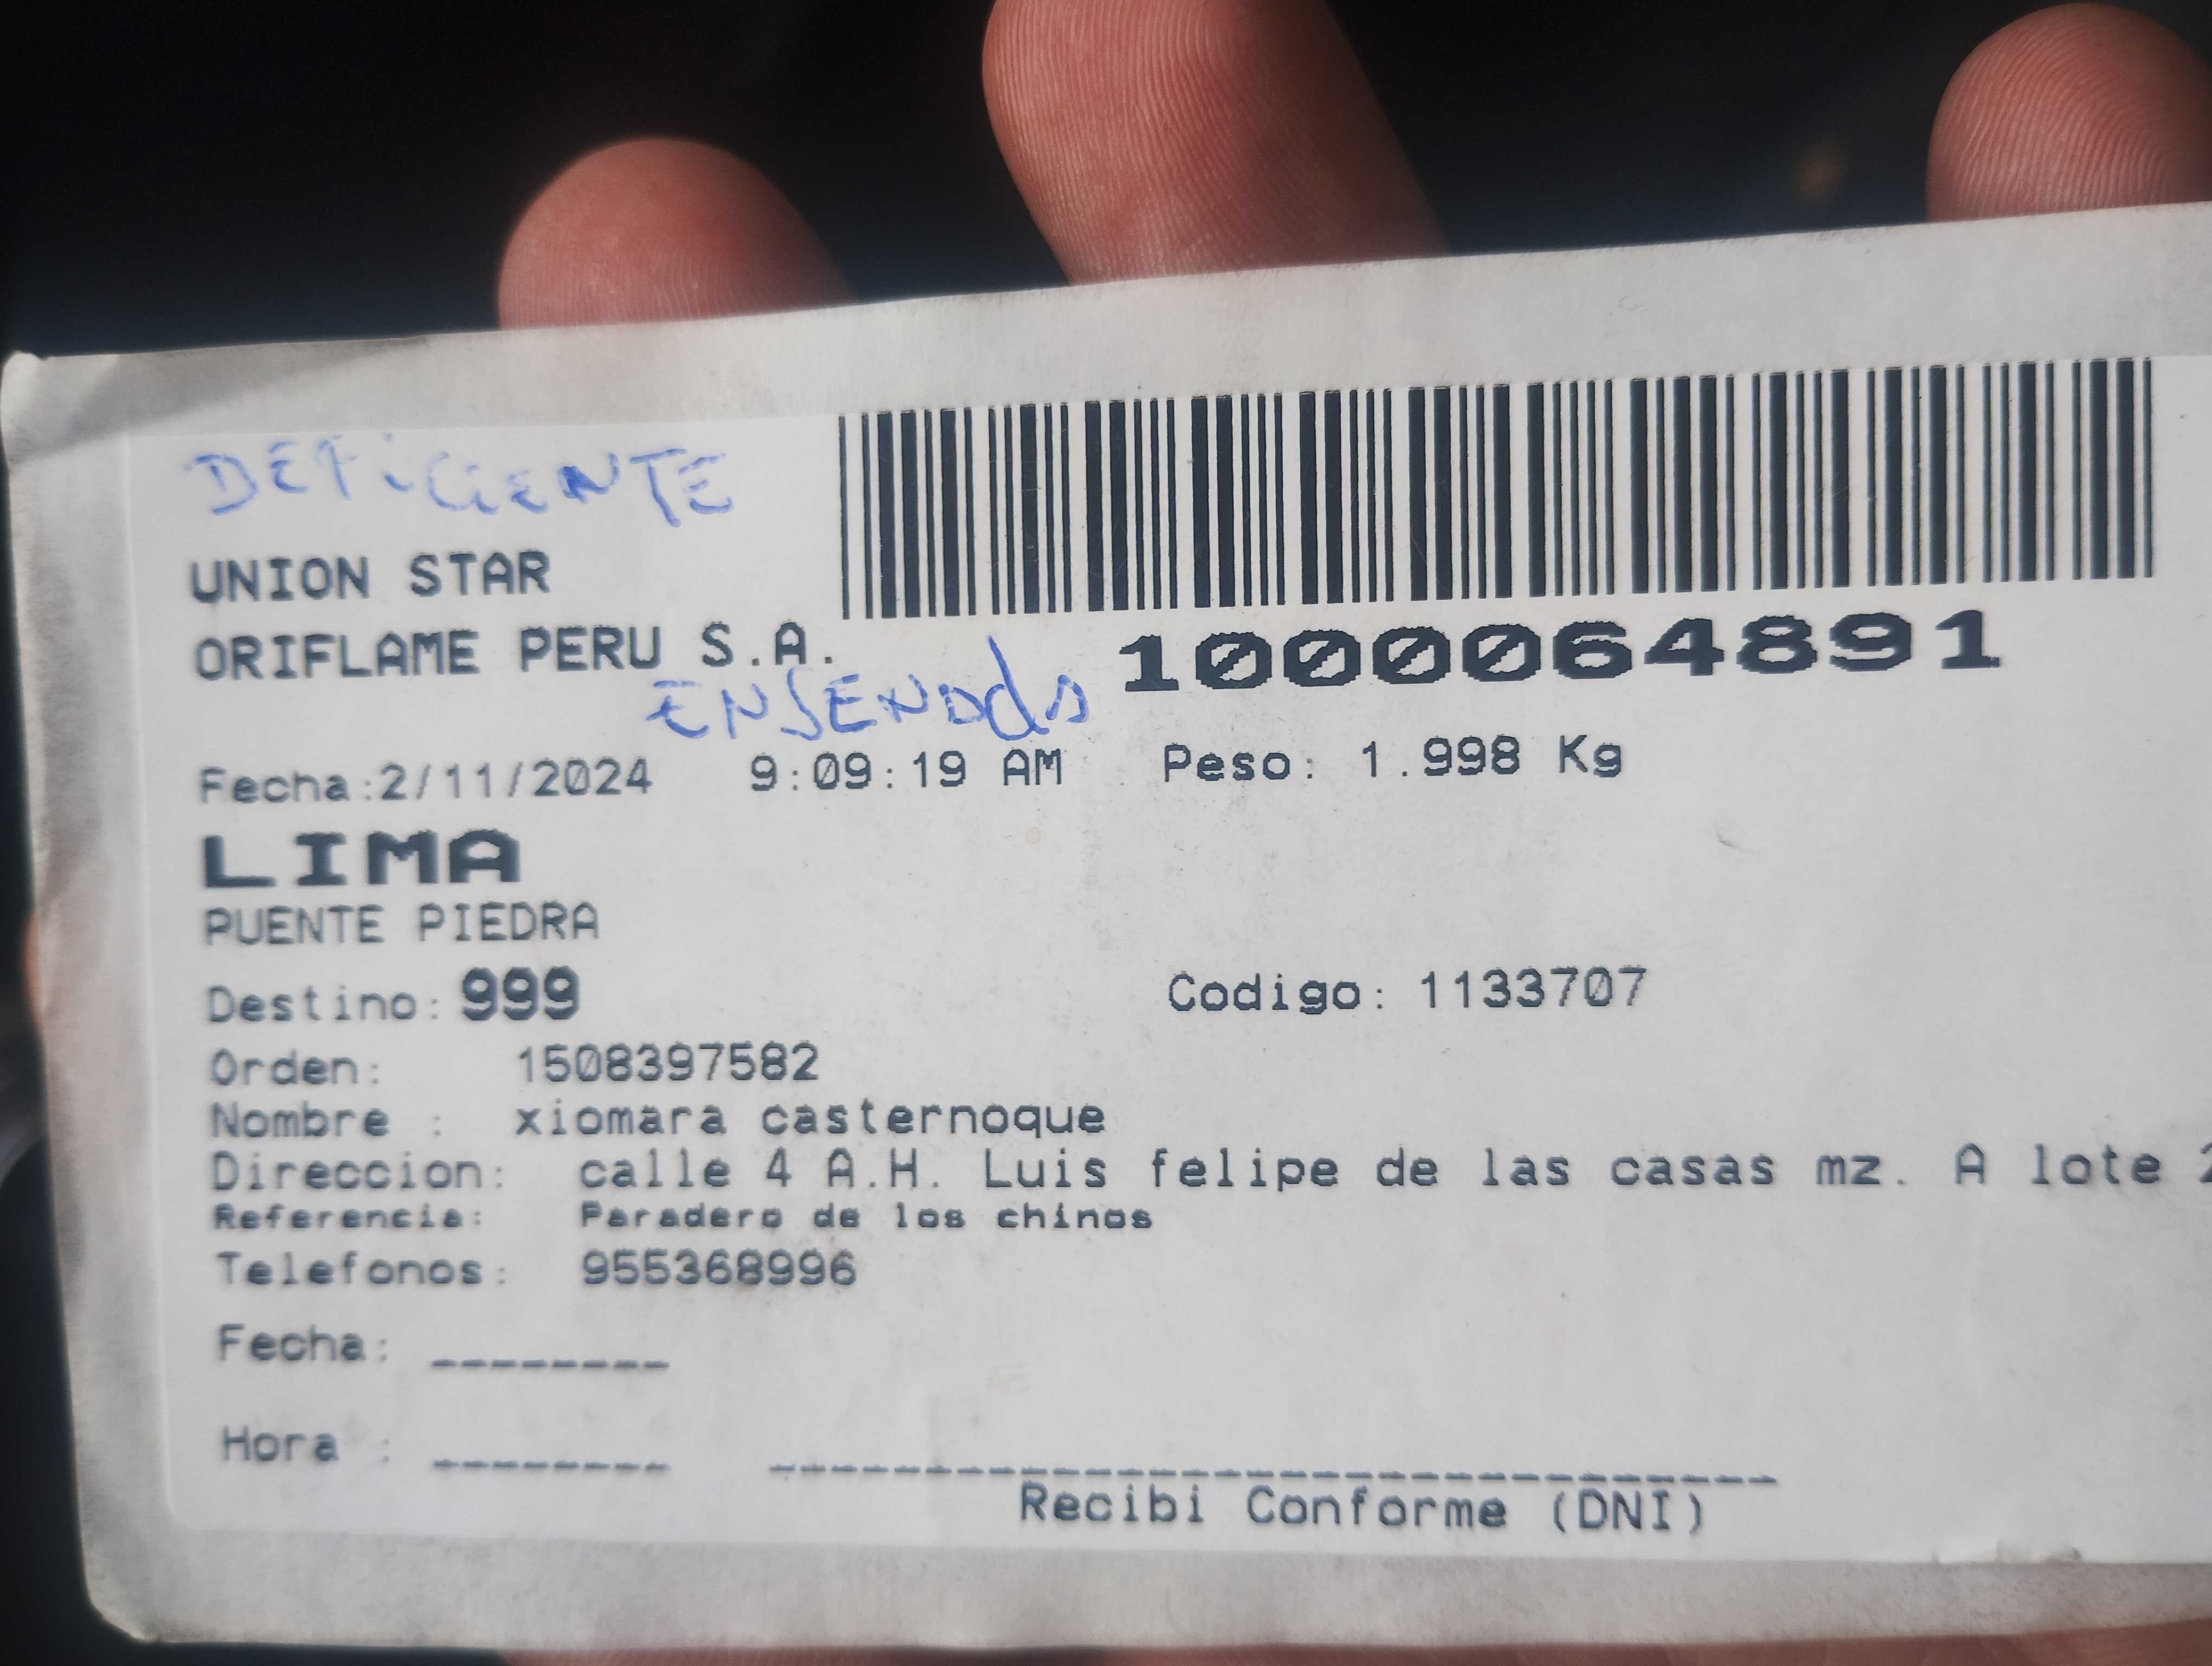 DEFiCiENTE
UNION STAR
ORIFLAME PERU S.A.
1000064891
ENSENADA
Fecha:2/11/2024 9:09:19 AM Peso: 1.998 Kg
LIMA
PUENTE PIEDRA
Destino: 999 Codigo: 1133707
Orden: 1508397582
Nombre : xiomara casternoque
Direccion: calle 4 A.H. Luis felipe de las casas mz. A lote
Referencia: Paradero de los chinos
Telefonos: 955368996
Fecha: ________
Hora : ________
Recibi Conforme (DNI)